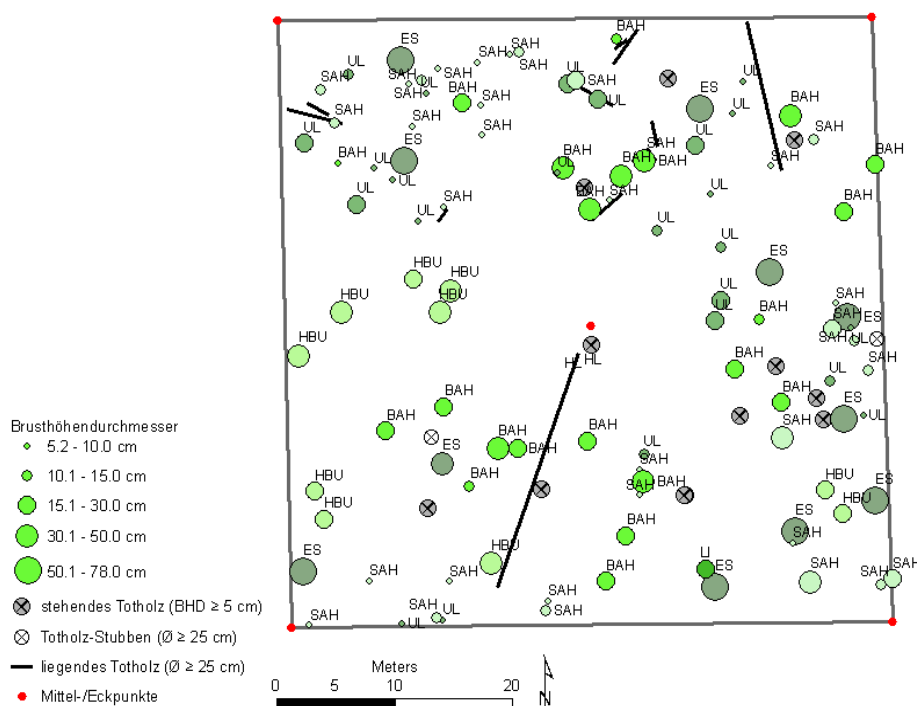 BAH
SAH
ES
SAH
SAH
UL
SAH
SAH
SAH
UL
SAH
UL
SAH
BAH
SAH
ES
BAH
SAH
UL
UL
SAH
SAH
SAH
UL
ES
UL
BAH
SAH
BAH
BAH
SAH
BAH
BAH
UL
UL
UL
SAH
BAH
SAH
UL
BAH
UL
UL
BAH
UL
SAH
UL
UL
HBU
HBU
ES
HBU
HBU
UL
SAH
UL
BAH
ES
SAH
UL
HBU
HL
HL
BAH
SAH
UL
BAH
BAH
ES
UL
BAH
SAH
Brusthöhendurchmesser
5.2 - 10.0 cm
10.1 - 15.0 cm
15.1 - 30.0 cm
30.1 - 50.0 cm
50.1 - 78.0 cm
BAH
BAH
BAH
BAH
UL
ES
SAH
BAH
HBU
ES
HBU
BAH
SAH
HBU
HBU
BAH
ES
SAH
ES
HBU
LI
ES
SAH
SAH
SAH
SAH
SAH
SAH
SAH
SAH
SAH
UL
SAH
UL
stehendes Totholz (BHD ≥ 5 cm)
Totholz-Stubben (Ø ≥ 25 cm)
liegendes Totholz (Ø ≥ 25 cm)
Mittel-/Eckpunkte
Meters
0 5 10 20
N